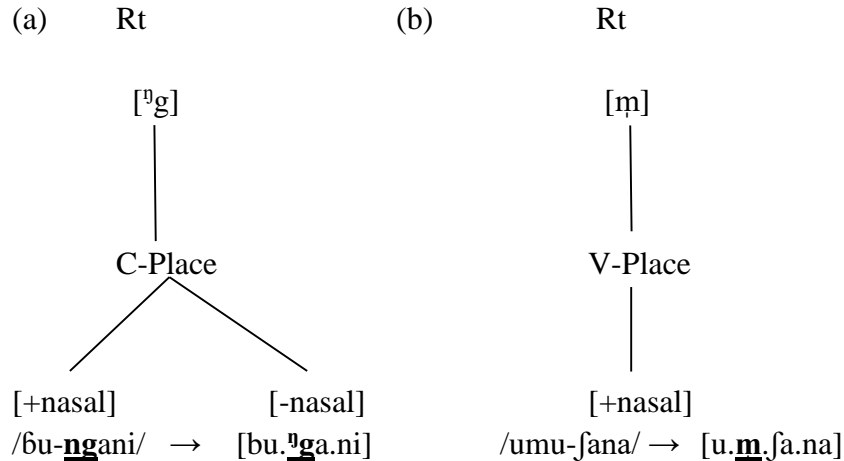 (a) Rt (b) Rt
[ᵑg] [m̩]
C-Place V-Place
[+nasal] [-nasal] [+nasal]
/ɓu-ngani/ → [bu.ᵑga.ni] /umu-ʃana/ → [u.m̩.ʃa.na]